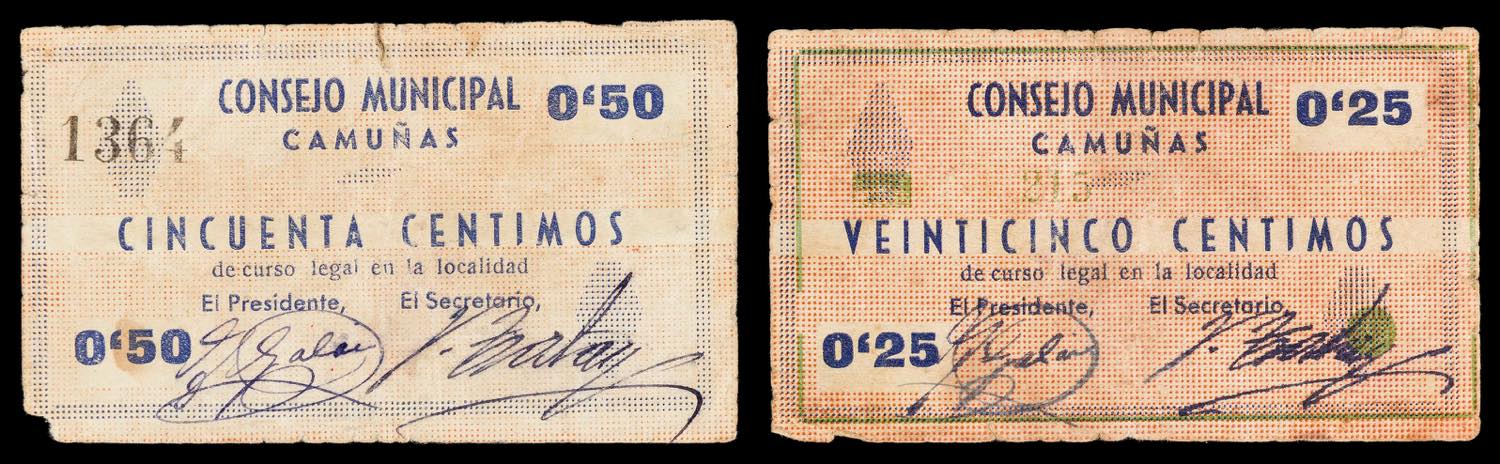 CONSEJO MUNICIPAL 0'50
CAMUÑAS
1364
CINCUENTA CENTIMOS
de curso legal en la localidad
El Presidente, El Secretario,
0'50
CONSEJO MUNICIPAL 0'25
CAMUÑAS
215
VEINTICINCO CENTIMOS
de curso legal en la localidad
El Presidente, El Secretario,
0'25